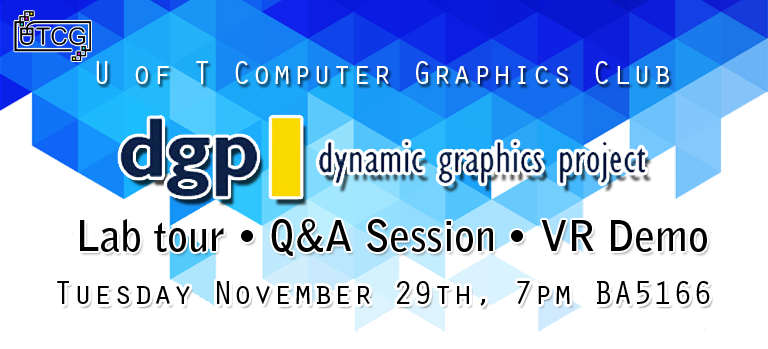 UTCG
U of T Computer Graphics Club
dgp dynamic graphics project
Lab tour • Q&A Session • VR Demo
Tuesday November 29th, 7pm BA5166